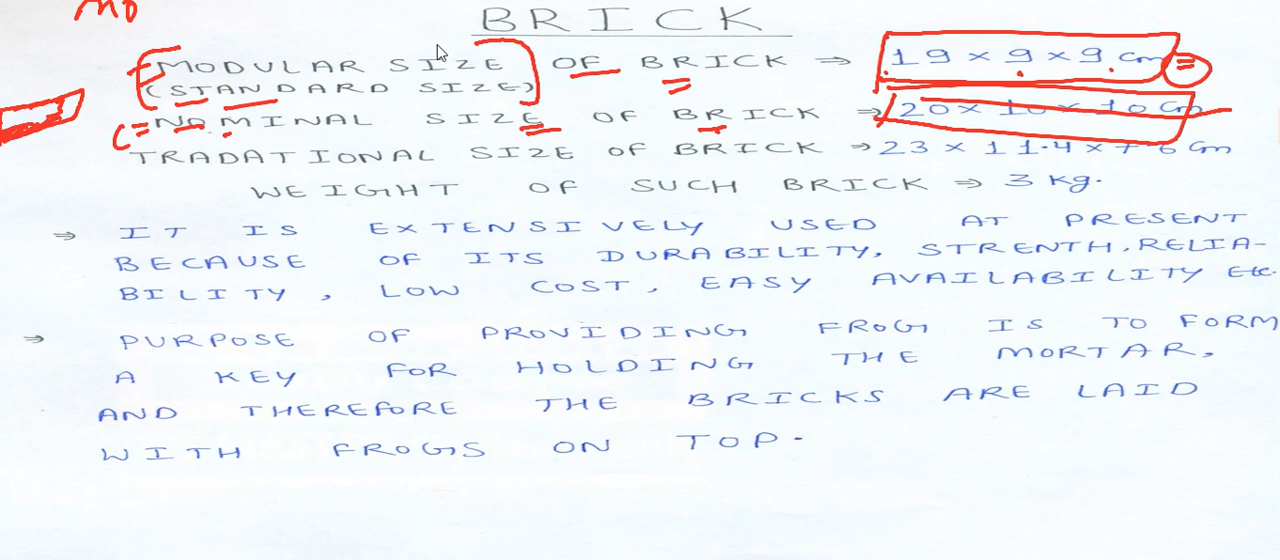 MO
BRICK
MODULAR SIZE OF BRICK ⇒ 19 × 9 × 9 cm =
(STANDARD SIZE)
NOMINAL SIZE OF BRICK ⇒ 20 × 10 × 10 cm
TRADATIONAL SIZE OF BRICK ⇒ 23 × 11.4 × 7.6 cm
WEIGHT OF SUCH BRICK ⇒ 3 kg.
⇒ IT IS EXTENSIVELY USED AT PRESENT
BECAUSE OF ITS DURABILITY, STRENTH, RELIA-
BILITY, LOW COST, EASY AVAILABILITY Etc.
⇒ PURPOSE OF PROVIDING FROG IS TO FORM
A KEY FOR HOLDING THE MORTAR,
AND THEREFORE THE BRICKS ARE LAID
WITH FROGS ON TOP.